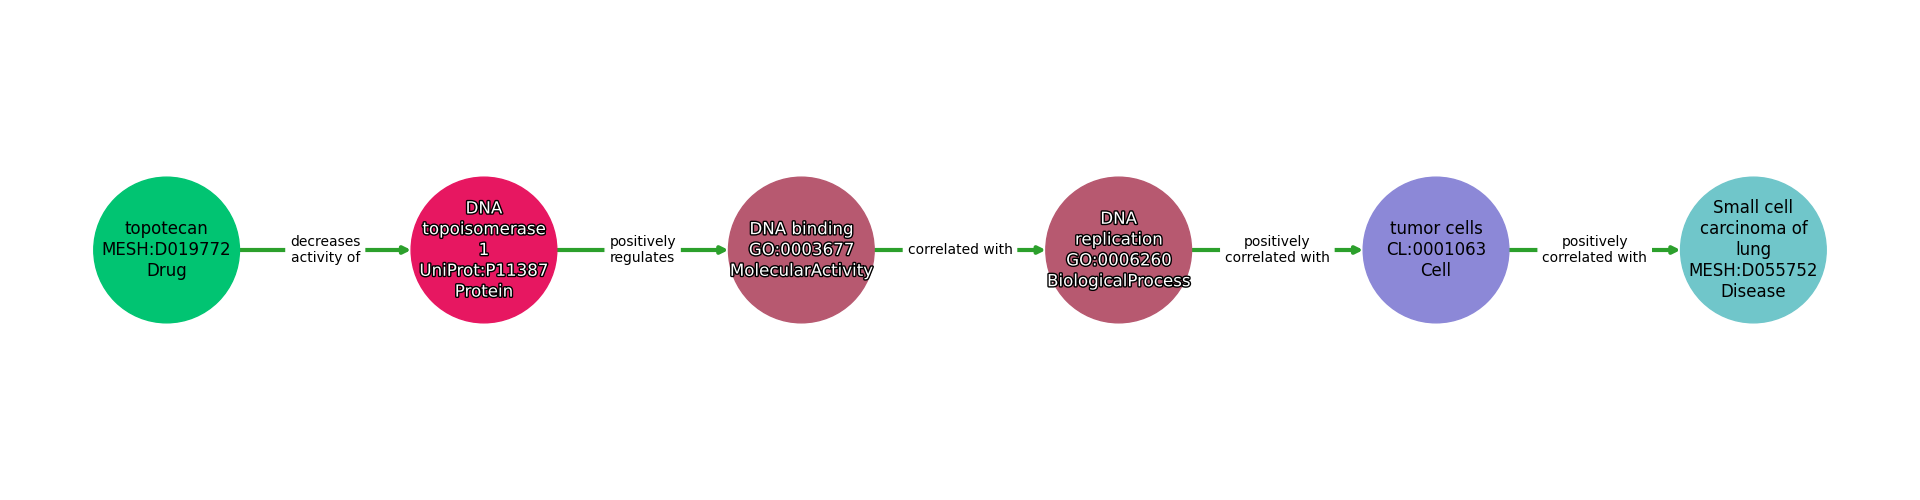 topotecan
MESH:D019772
Drug
decreases
activity of
DNA
topoisomerase
1
UniProt:P11387
Protein
positively
regulates
DNA binding
GO:0003677
MolecularActivity
correlated with
DNA
replication
GO:0006260
BiologicalProcess
positively
correlated with
tumor cells
CL:0001063
Cell
positively
correlated with
Small cell
carcinoma of
lung
MESH:D055752
Disease